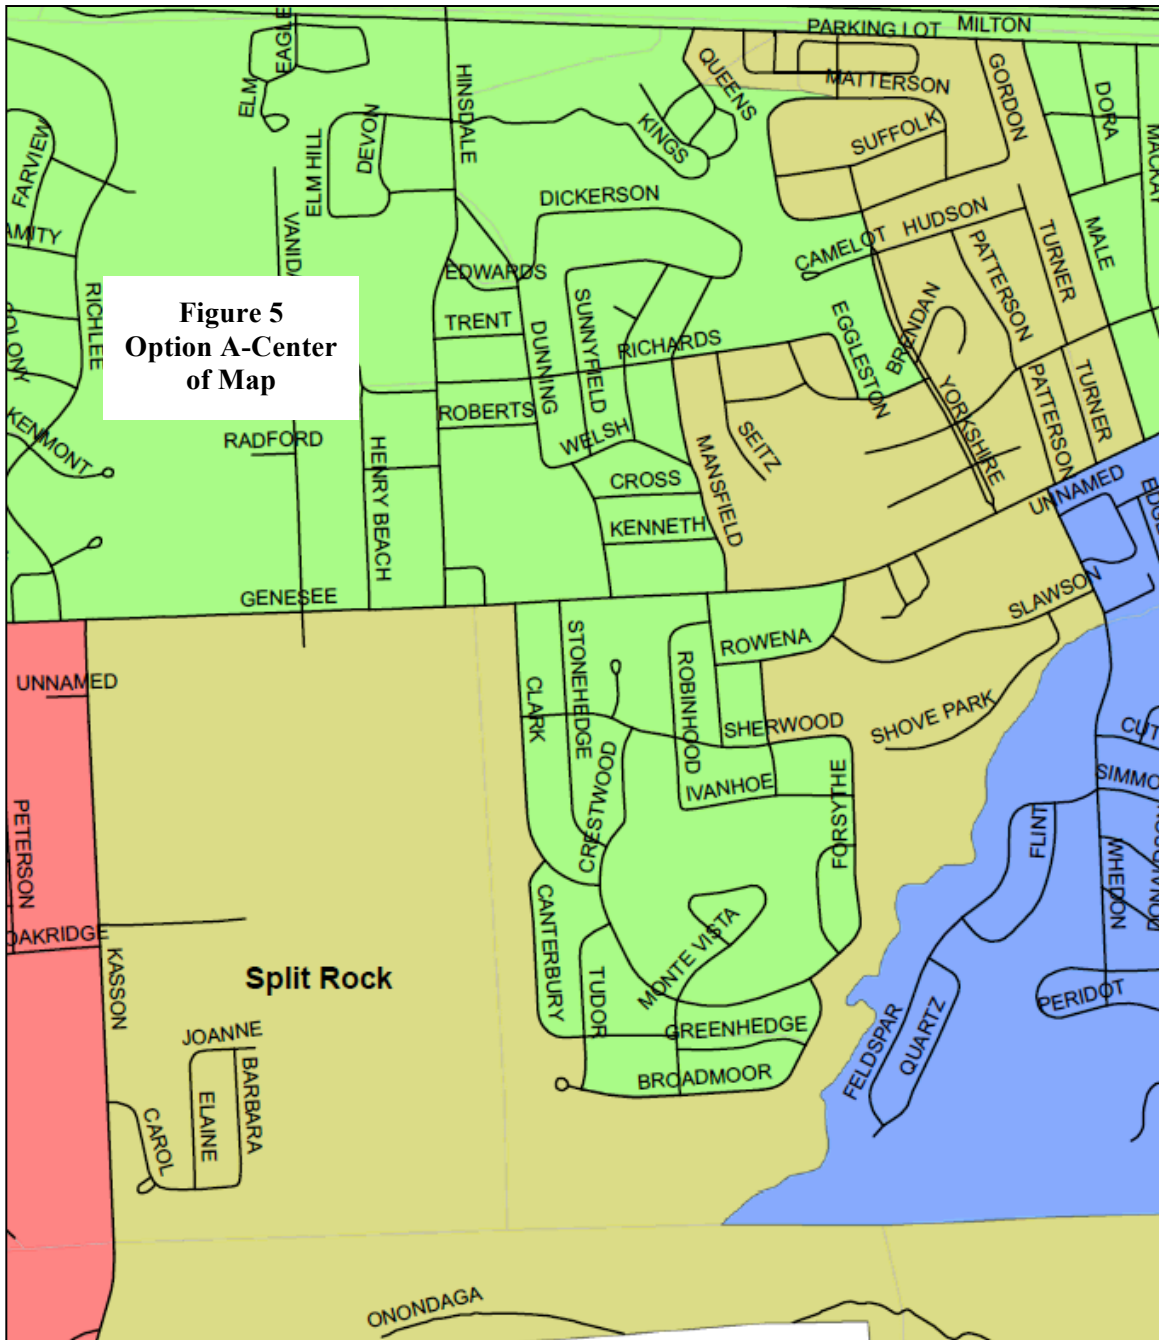 PARKING LOT
MILTON
EAGLE
ELM
HINSDALE
QUEENS
MATTERSON
GORDON
DORA
MACKAY
FARVIEW
ELM HILL
DEVON
KINGS
SUFFOLK
AMITY
VANIDA
DICKERSON
CAMELOT
HUDSON
PATTERSON
TURNER
MALE
RICHLEE
EDWARDS
TRENT
DUNNING
SUNNYFIELD
RICHARDS
EGGLESTON
BRENDAN
YORKSHIRE
Figure 5
Option A-Center
of Map
OLONY
KENMONT
RADFORD
HENRY BEACH
ROBERTS
WELSH
CROSS
KENNETH
MANSFIELD
SEITZ
PATTERSON
TURNER
UNNAMED
EDGE
GENESEE
SLAWSON
UNNAMED
CLARK
STONEHEDGE
ROBINHOOD
ROWENA
SHERWOOD
SHOVE PARK
CUT
SIMMO
PETERSON
CRESTWOOD
IVANHOE
FORSYTHE
FLINT
WHEDON
OAKRIDGE
KASSON
Split Rock
CANTERBURY
TUDOR
MONTE VISTA
GREENHEDGE
BROADMOOR
FELDSPAR
QUARTZ
PERIDOT
JOANNE
BARBARA
ELAINE
CAROL
ONONDAGA